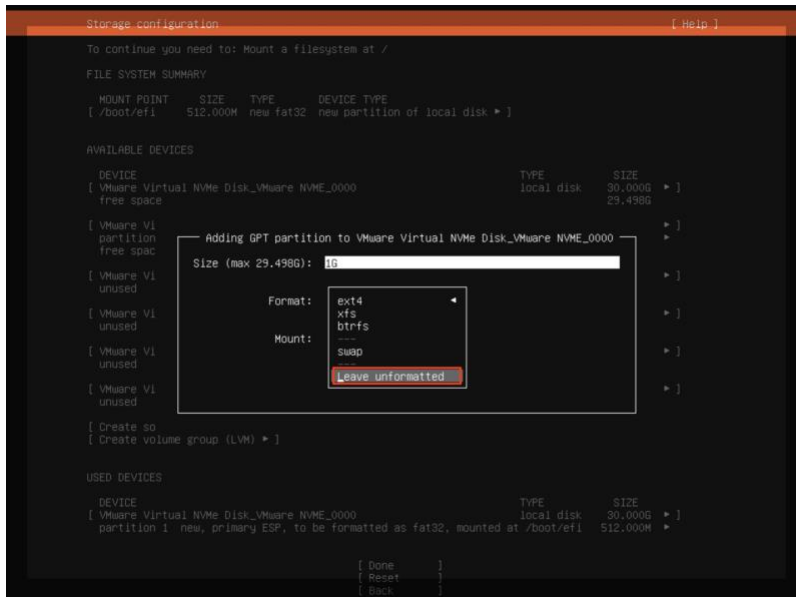 Storage configuration [ Help ]
To continue you need to: Mount a filesystem at /
FILE SYSTEM SUMMARY
MOUNT POINT SIZE TYPE DEVICE TYPE
[ /boot/efi 512.000M new fat32 new partition of local disk ▸ ]
AVAILABLE DEVICES
DEVICE TYPE SIZE
[ VMware Virtual NVMe Disk_VMware NVME_0000 local disk 30.000G ▸ ]
free space 29.498G
[ VMware Vi ▸ ]
partition ▸
free spac
Adding GPT partition to VMware Virtual NVMe Disk_VMware NVME_0000
Size (max 29.498G): 1G
[ VMware Vi ▸ ]
unused
Format: ext4 ◂
[ VMware Vi xfs ▸ ]
unused btrfs
Mount: ---
[ VMware Vi swap ▸ ]
unused ---
Leave unformatted
[ VMware Vi ▸ ]
unused
[ Create so
[ Create volume group (LVM) ▸ ]
USED DEVICES
DEVICE TYPE SIZE
[ VMware Virtual NVMe Disk_VMware NVME_0000 local disk 30.000G ▸ ]
partition 1 new, primary ESP, to be formatted as fat32, mounted at /boot/efi 512.000M ▸
[ Done ]
[ Reset ]
[ Back ]